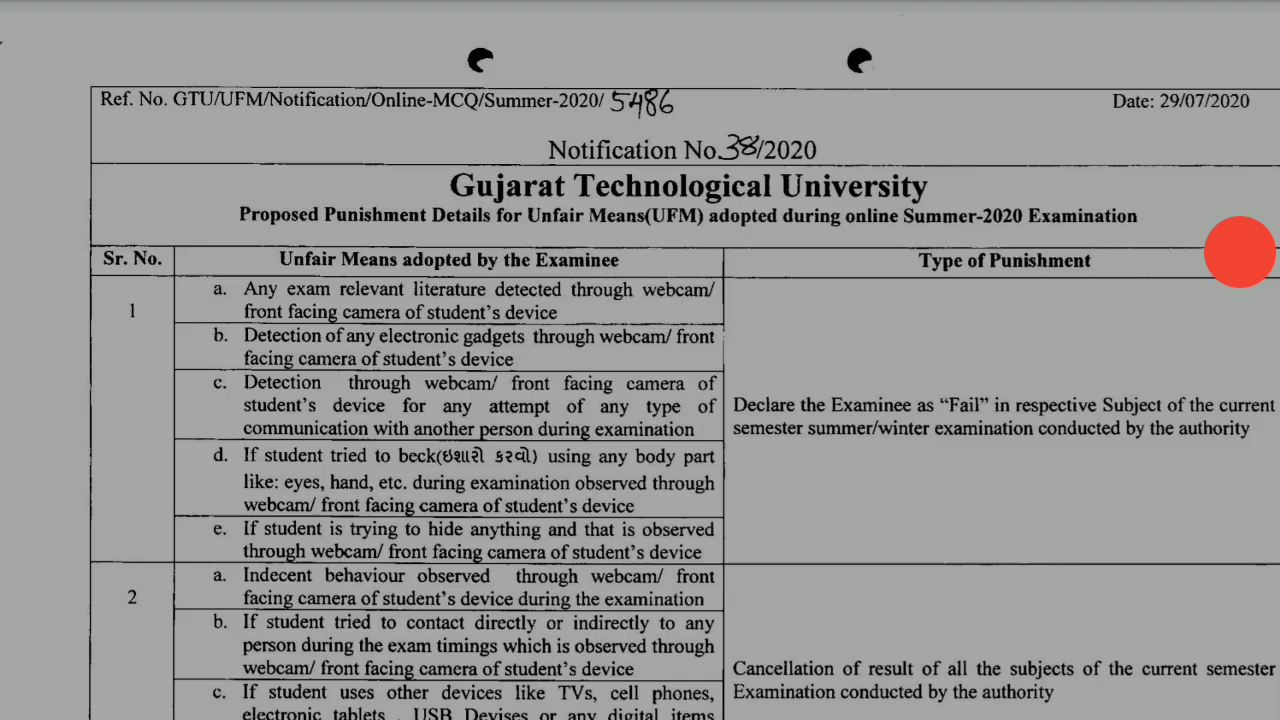 Ref. No. GTU/UFM/Notification/Online-MCQ/Summer-2020/ 5486
Date: 29/07/2020
Notification No.38/2020
Gujarat Technological University
Proposed Punishment Details for Unfair Means(UFM) adopted during online Summer-2020 Examination
Sr. No.
Unfair Means adopted by the Examinee
Type of Punishment
1
a. Any exam relevant literature detected through webcam/
front facing camera of student's device
b. Detection of any electronic gadgets through webcam/ front
facing camera of student's device
c. Detection through webcam/ front facing camera of
student's device for any attempt of any type of
communication with another person during examination
d. If student tried to beck(ઇશારો કરવો) using any body part
like: eyes, hand, etc. during examination observed through
webcam/ front facing camera of student's device
e. If student is trying to hide anything and that is observed
through webcam/ front facing camera of student's device
Declare the Examinee as “Fail” in respective Subject of the current
semester summer/winter examination conducted by the authority
2
a. Indecent behaviour observed through webcam/ front
facing camera of student's device during the examination
b. If student tried to contact directly or indirectly to any
person during the exam timings which is observed through
webcam/ front facing camera of student's device
c. If student uses other devices like TVs, cell phones,
electronic tablets , USB Devises or any digital items
Cancellation of result of all the subjects of the current semester
Examination conducted by the authority